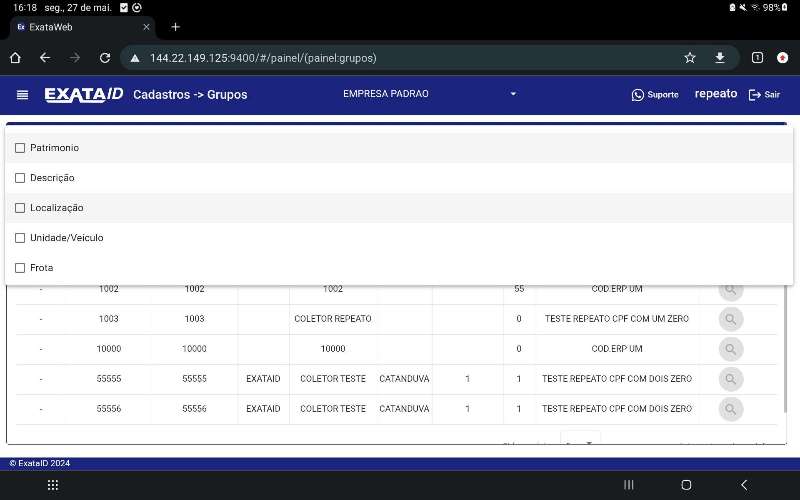 16:18 seg., 27 de mai. 98%
ExataWeb
144.22.149.125:9400/#/painel/(painel:grupos) 1
EXATAID Cadastros -> Grupos EMPRESA PADRAO Suporte repeato Sair
Patrimonio
Descrição
Localização
Unidade/Veiculo
Frota
- 1002 1002 1002 55 COD.ERP UM
- 1003 1003 COLETOR REPEATO 0 TESTE REPEATO CPF COM UM ZERO
- 10000 10000 10000 0 COD.ERP UM
- 55555 55555 EXATAID COLETOR TESTE CATANDUVA 1 1 TESTE REPEATO CPF COM DOIS ZERO
- 55556 55556 EXATAID COLETOR TESTE CATANDUVA 1 1 TESTE REPEATO CPF COM DOIS ZERO
© ExataID 2024